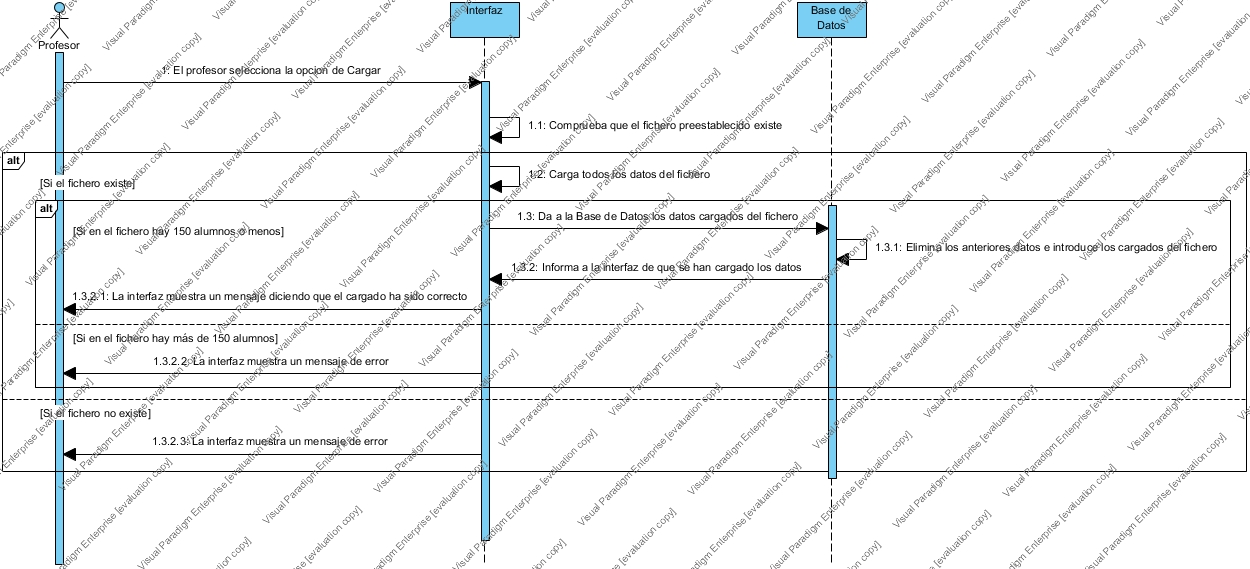 Profesor
Interfaz
Base de
Datos
1: El profesor selecciona la opcion de Cargar
1.1: Comprueba que el fichero preestablecido existe
alt
[Si el fichero existe]
1.2: Carga todos los datos del fichero
alt
[Si en el fichero hay 150 alumnos o menos]
1.3: Da a la Base de Datos los datos cargados del fichero
1.3.1: Elimina los anteriores datos e introduce los cargados del fichero
1.3.2: Informa a la interfaz de que se han cargado los datos
1.3.2.1: La interfaz muestra un mensaje diciendo que el cargado ha sido correcto
[Si en el fichero hay más de 150 alumnos]
1.3.2.2: La interfaz muestra un mensaje de error
[Si el fichero no existe]
1.3.2.3: La interfaz muestra un mensaje de error
Visual Paradigm Enterprise [evaluation copy]